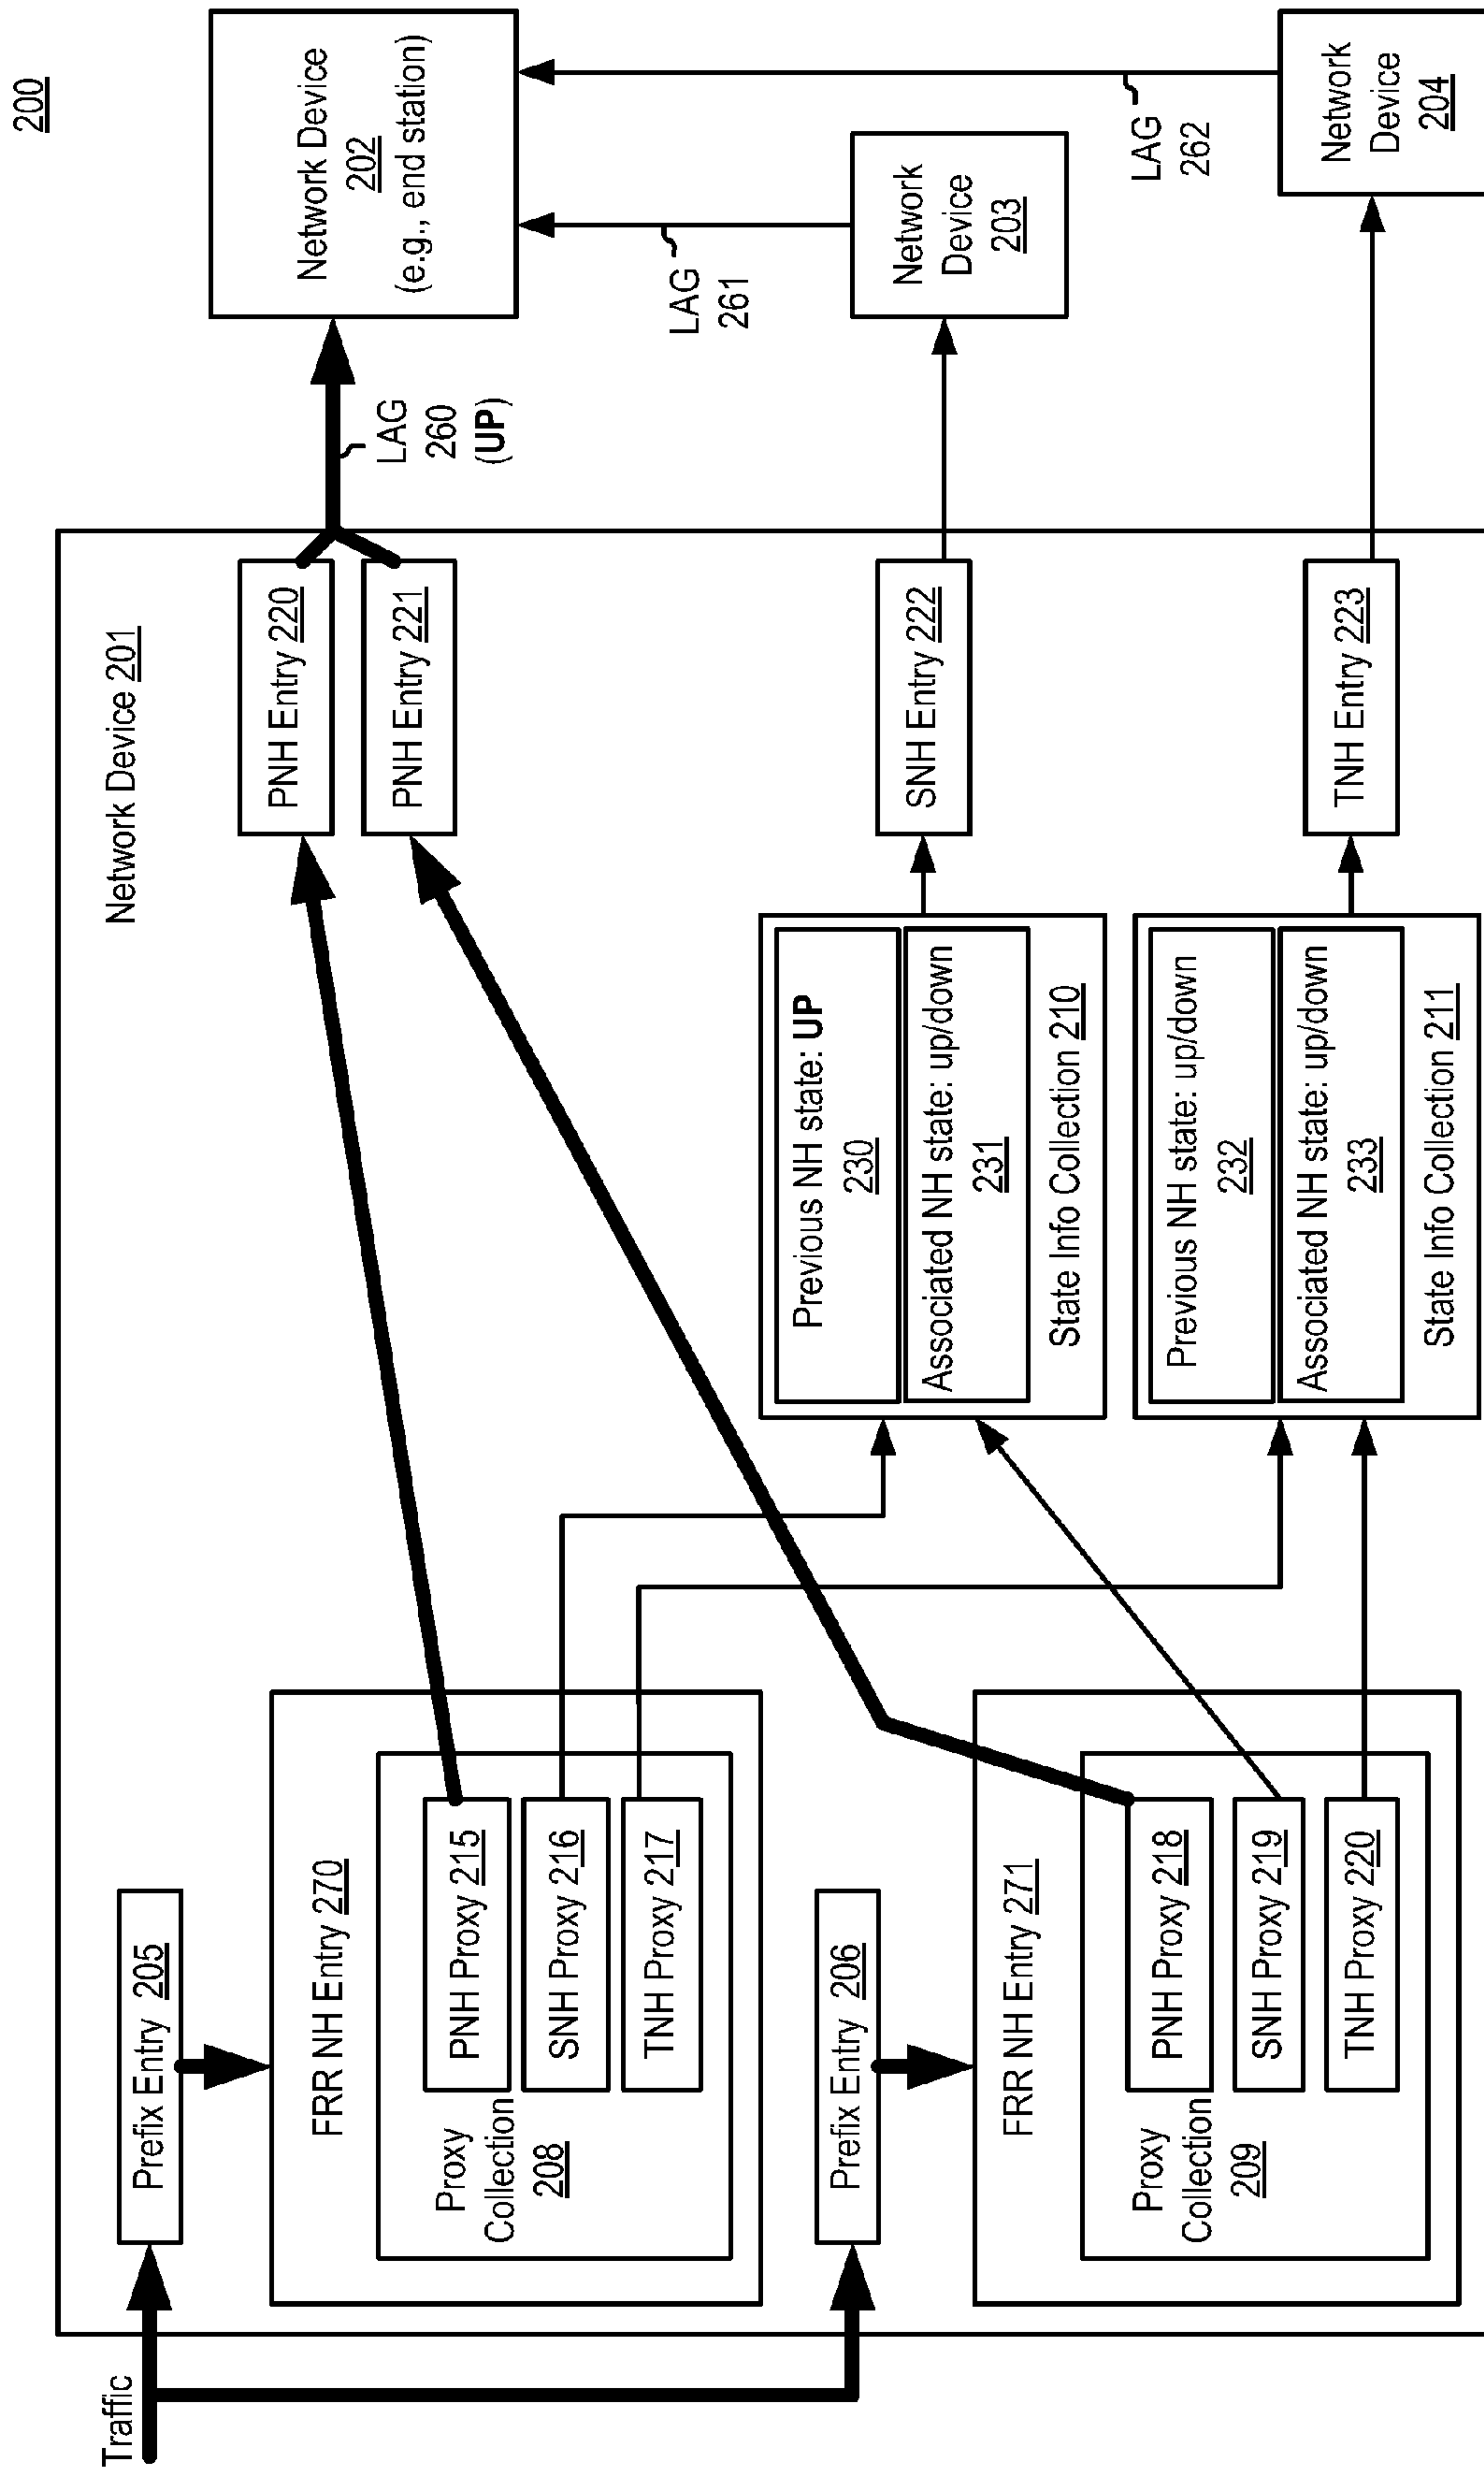 200
Traffic
Network Device 201
Prefix Entry 205
FRR NH Entry 270
Proxy
Collection
208
PNH Proxy 215
SNH Proxy 216
TNH Proxy 217
Prefix Entry 206
FRR NH Entry 271
Proxy
Collection
209
PNH Proxy 218
SNH Proxy 219
TNH Proxy 220
Previous NH state: UP
230
Associated NH state: up/down
231
State Info Collection 210
Previous NH state: up/down
232
Associated NH state: up/down
233
State Info Collection 211
PNH Entry 220
PNH Entry 221
SNH Entry 222
TNH Entry 223
LAG
260
(UP)
Network Device
202
(e.g., end station)
LAG
261
Network
Device
203
LAG
262
Network
Device
204